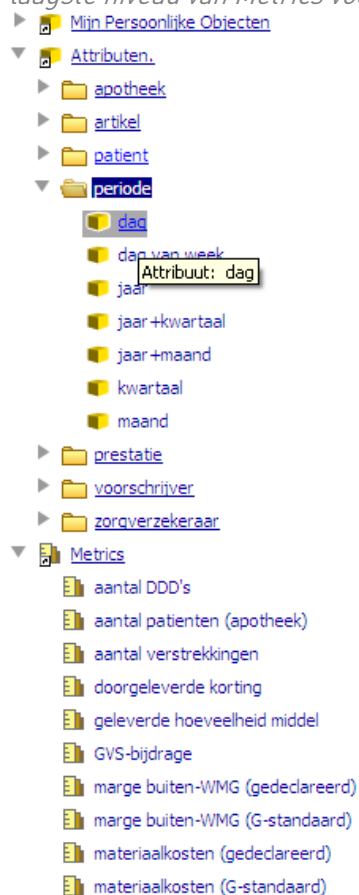 laagste niveau van Metrics
Mijn Persoonlijke Objecten
Attributen.
apotheek
artikel
patient
periode
dag
dag van week
Attribuut: dag
jaar
jaar+kwartaal
jaar+maand
kwartaal
maand
prestatie
voorschrijver
zorgverzekeraar
Metrics
aantal DDD's
aantal patienten (apotheek)
aantal verstrekkingen
doorgeleverde korting
geleverde hoeveelheid middel
GVS-bijdrage
marge buiten-WMG (gedeclareerd)
marge buiten-WMG (G-standaard)
materiaalkosten (gedeclareerd)
materiaalkosten (G-standaard)